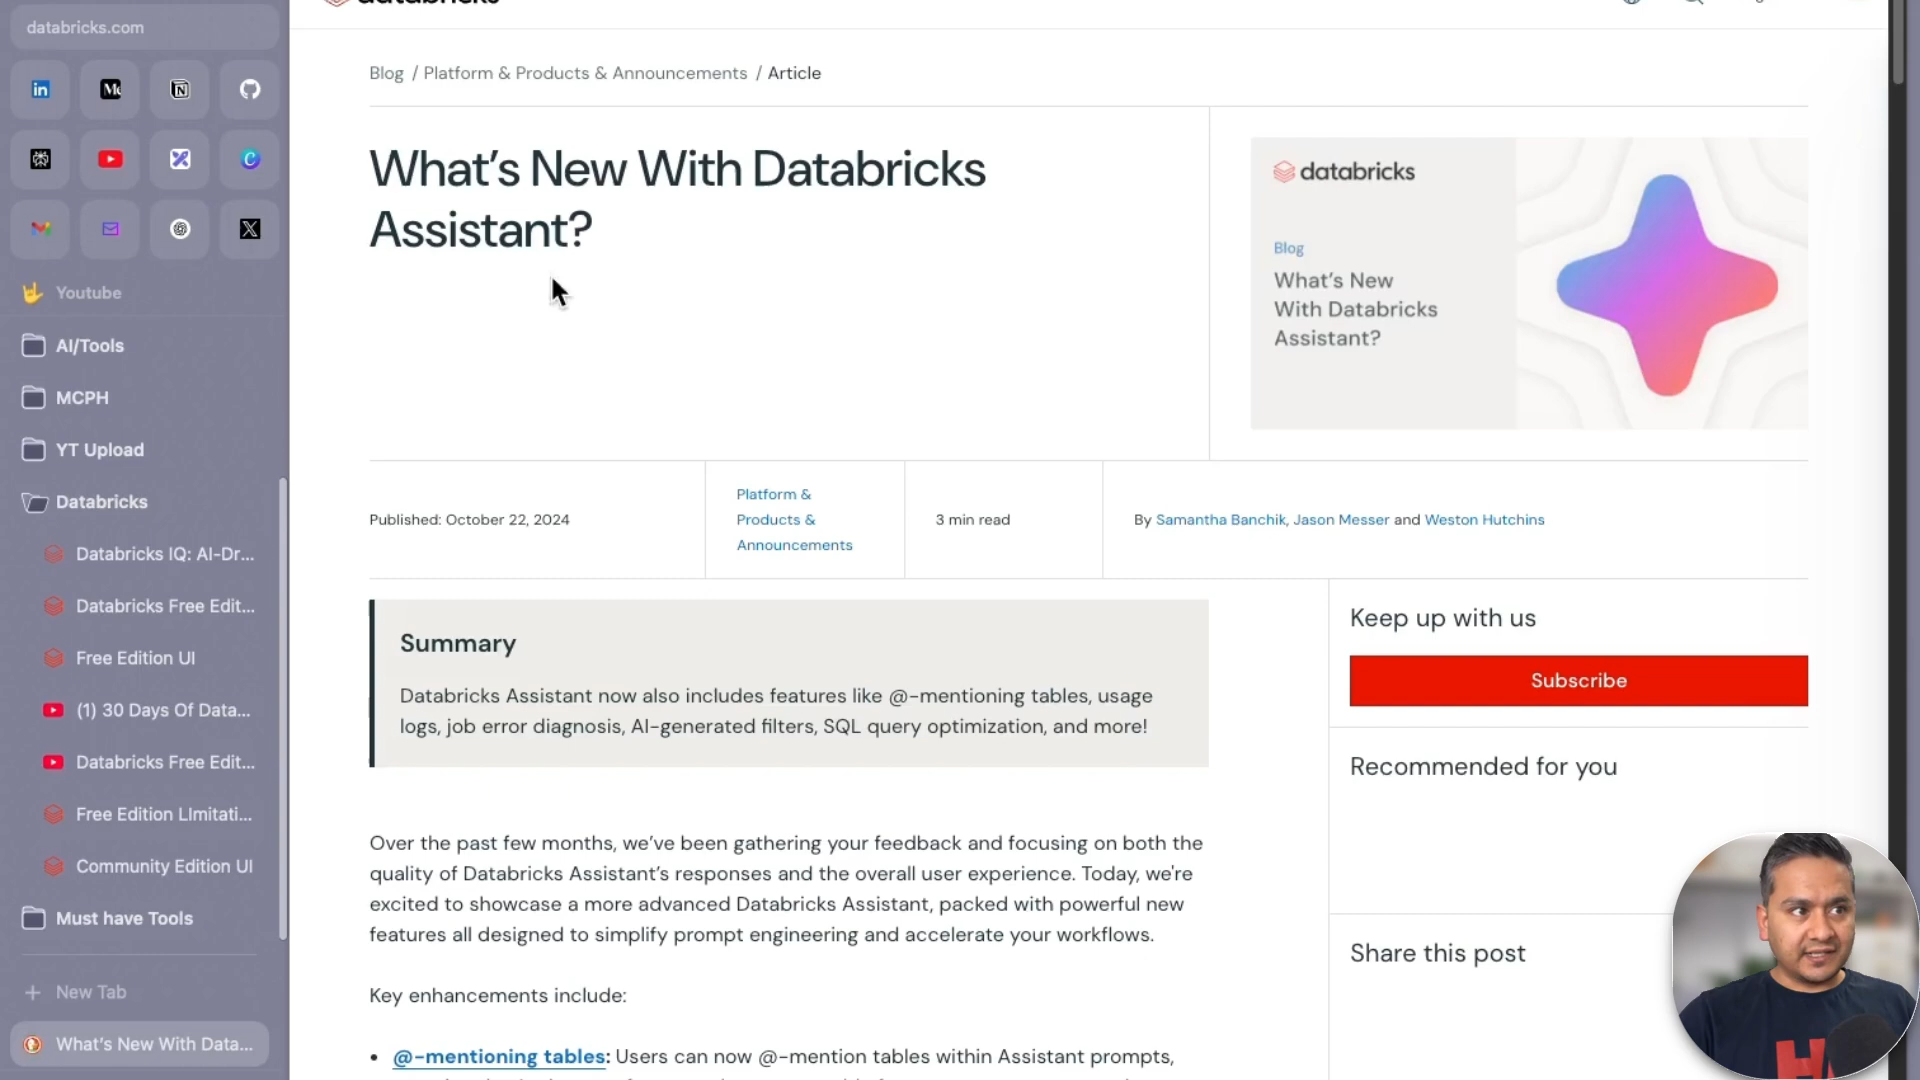 databricks.com
Youtube
AI/Tools
MCPH
YT Upload
Databricks
Databricks IQ: AI-Dr...
Databricks Free Edit...
Free Edition UI
(1) 30 Days Of Data...
Databricks Free Edit...
Free Edition LImitati...
Community Edition UI
Must have Tools
+ New Tab
What's New With Data...
databricks
Blog / Platform & Products & Announcements / Article
What's New With Databricks
Assistant?
databricks
Blog
What's New
With Databricks
Assistant?
Published: October 22, 2024
Platform &
Products &
Announcements
3 min read
By Samantha Banchik, Jason Messer and Weston Hutchins
Summary
Databricks Assistant now also includes features like @-mentioning tables, usage
logs, job error diagnosis, AI-generated filters, SQL query optimization, and more!
Over the past few months, we've been gathering your feedback and focusing on both the
quality of Databricks Assistant's responses and the overall user experience. Today, we're
excited to showcase a more advanced Databricks Assistant, packed with powerful new
features all designed to simplify prompt engineering and accelerate your workflows.
Key enhancements include:
• @-mentioning tables: Users can now @-mention tables within Assistant prompts,
Keep up with us
Subscribe
Recommended for you
Share this post